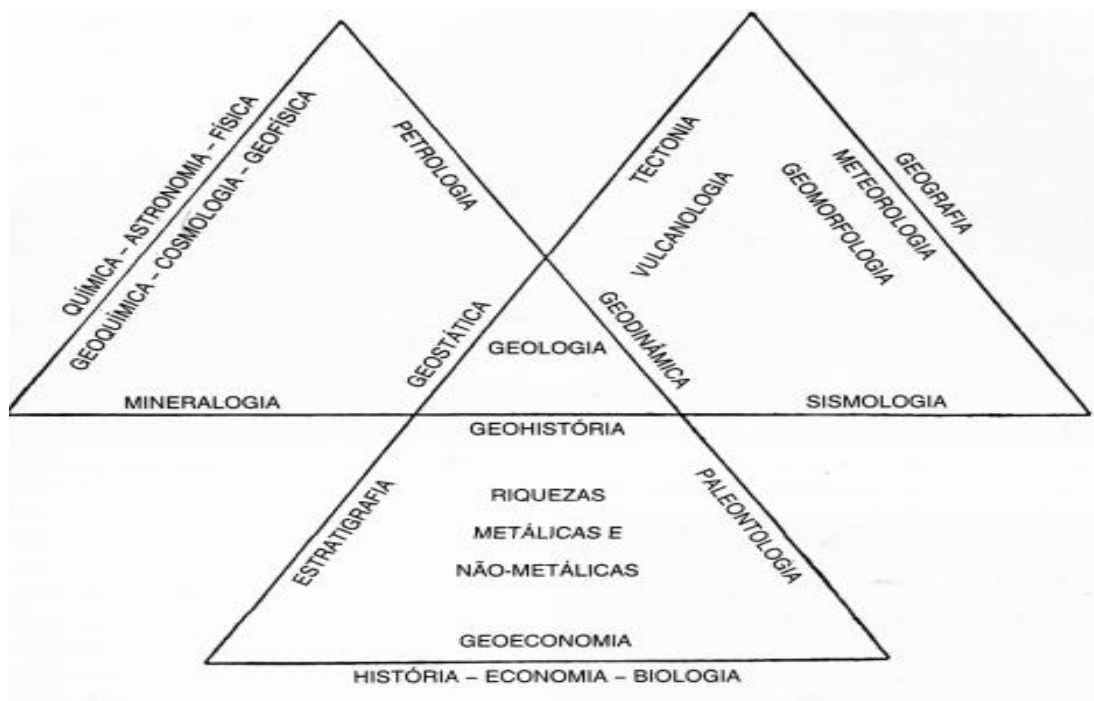 QUÍMICA – ASTRONOMIA – FÍSICA
GEOQUÍMICA – COSMOLOGIA – GEOFÍSICA
PETROLOGIA
MINERALOGIA
GEOSTÁTICA
TECTONIA
VULCANOLOGIA
GEOMORFOLOGIA
METEOROLOGIA
GEOGRAFIA
GEODINÁMICA
SISMOLOGIA
GEOLOGIA
GEOHISTÓRIA
ESTRATIGRAFIA
RIQUEZAS
METÁLICAS E
NÃO-METÁLICAS
PALEONTOLOGIA
GEOECONOMIA
HISTÓRIA – ECONOMIA – BIOLOGIA